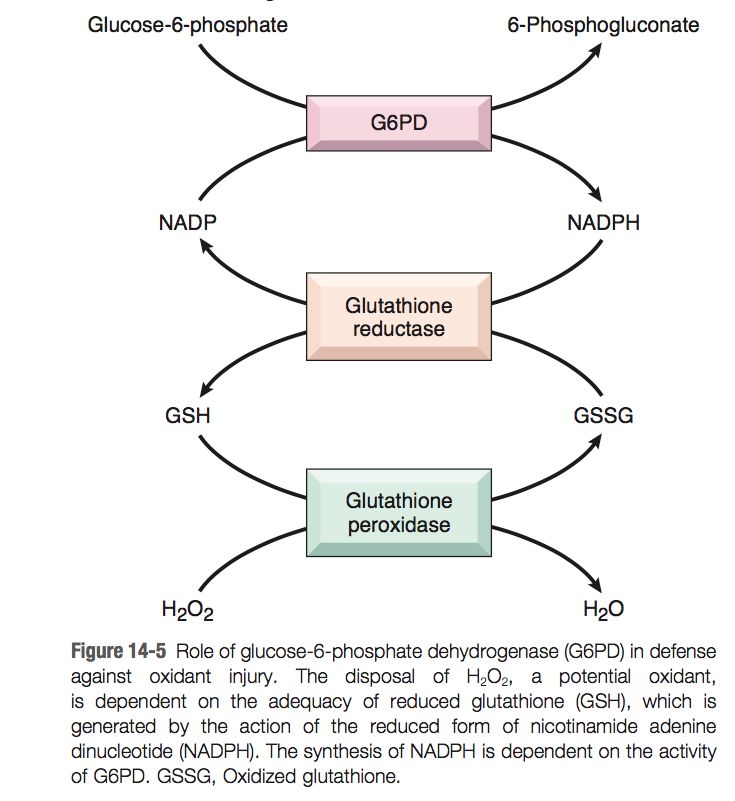 Glucose-6-phosphate 6-Phosphogluconate
G6PD
NADP NADPH
Glutathione
reductase
GSH GSSG
Glutathione
peroxidase
H₂O₂ H₂O
Figure 14-5 Role of glucose-6-phosphate dehydrogenase (G6PD) in defense
against oxidant injury. The disposal of H₂O₂, a potential oxidant,
is dependent on the adequacy of reduced glutathione (GSH), which is
generated by the action of the reduced form of nicotinamide adenine
dinucleotide (NADPH). The synthesis of NADPH is dependent on the activity
of G6PD. GSSG, Oxidized glutathione.